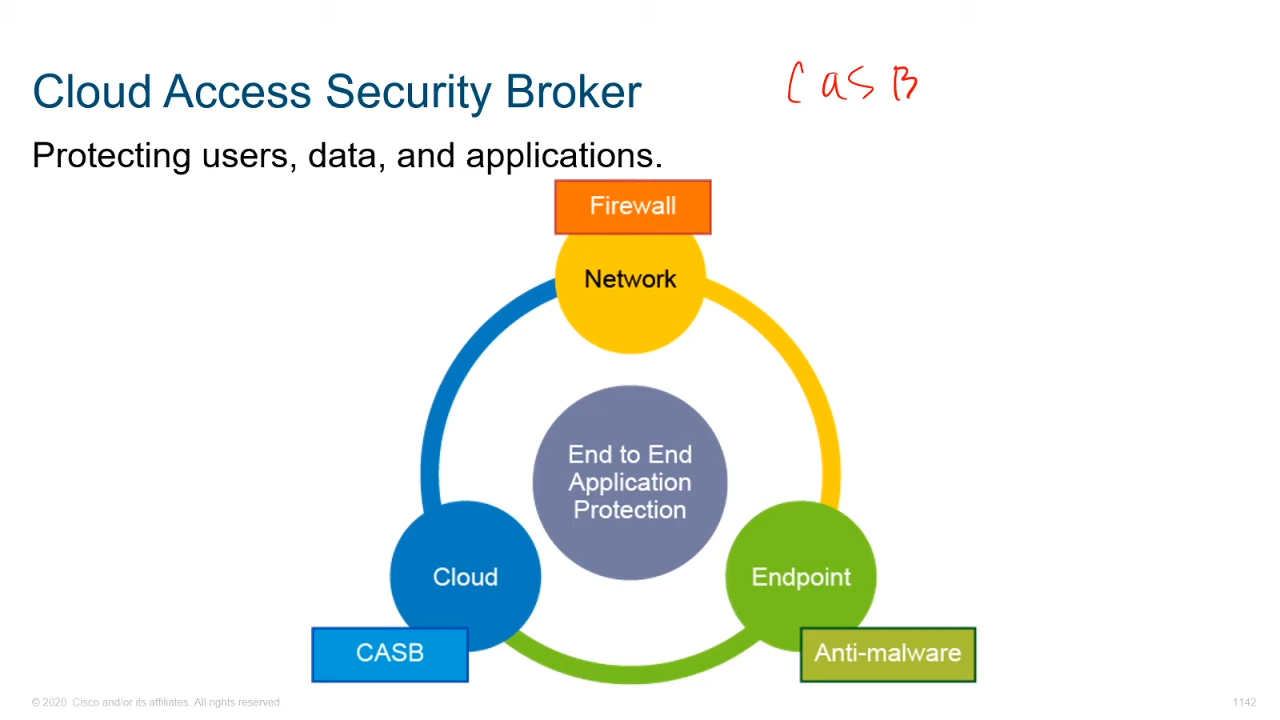 Cloud Access Security Broker
CaSB
Protecting users, data, and applications.
Firewall
Network
End to End
Application
Protection
Cloud
Endpoint
CASB
Anti-malware
© 2020 Cisco and/or its affiliates. All rights reserved.
1142